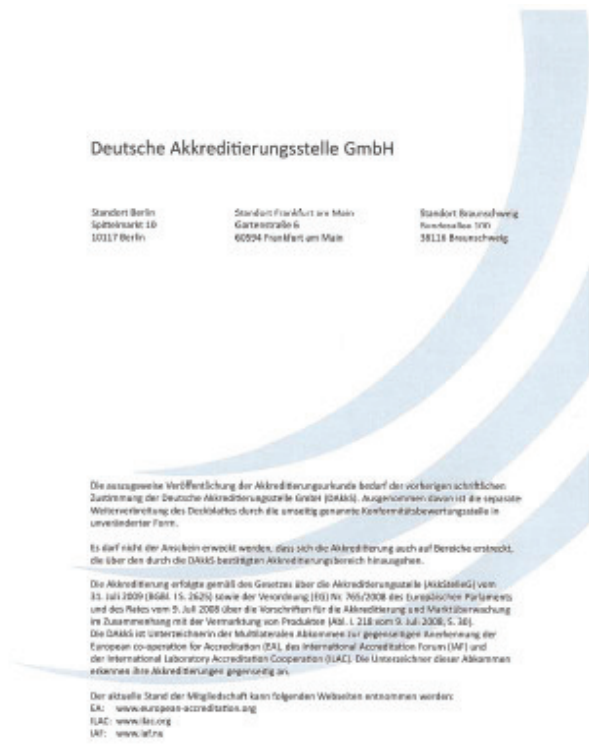 Deutsche Akkreditierungsstelle GmbH
Standort Berlin
Spittelmarkt 10
10117 Berlin
Standort Frankfurt am Main
Gartenstraße 6
60594 Frankfurt am Main
Standort Braunschweig
Bundesallee 100
38116 Braunschweig
Die auszugsweise Veröffentlichung der Akkreditierungsurkunde bedarf der vorherigen schriftlichen
Zustimmung der Deutsche Akkreditierungsstelle GmbH (DAkkS). Ausgenommen davon ist die separate
Weiterverbreitung des Deckblattes durch die umseitig genannte Konformitätsbewertungsstelle in
unveränderter Form.
Es darf nicht der Anschein erweckt werden, dass sich die Akkreditierung auch auf Bereiche erstreckt,
die über den durch die DAkkS bestätigten Akkreditierungsbereich hinausgehen.
Die Akkreditierung erfolgte gemäß des Gesetzes über die Akkreditierungsstelle (AkkStelleG) vom
31. Juli 2009 (BGBl. I S. 2625) sowie der Verordnung (EG) Nr. 765/2008 des Europäischen Parlaments
und des Rates vom 9. Juli 2008 über die Vorschriften für die Akkreditierung und Marktüberwachung
im Zusammenhang mit der Vermarktung von Produkten (Abl. L 218 vom 9. Juli 2008, S. 30).
Die DAkkS ist Unterzeichnerin der Multilateralen Abkommen zur gegenseitigen Anerkennung der
European co-operation for Accreditation (EA), des International Accreditation Forum (IAF) und
der International Laboratory Accreditation Cooperation (ILAC). Die Unterzeichner dieser Abkommen
erkennen ihre Akkreditierungen gegenseitig an.
Der aktuelle Stand der Mitgliedschaft kann folgenden Webseiten entnommen werden:
EA: www.european-accreditation.org
ILAC: www.ilac.org
IAF: www.iaf.nu